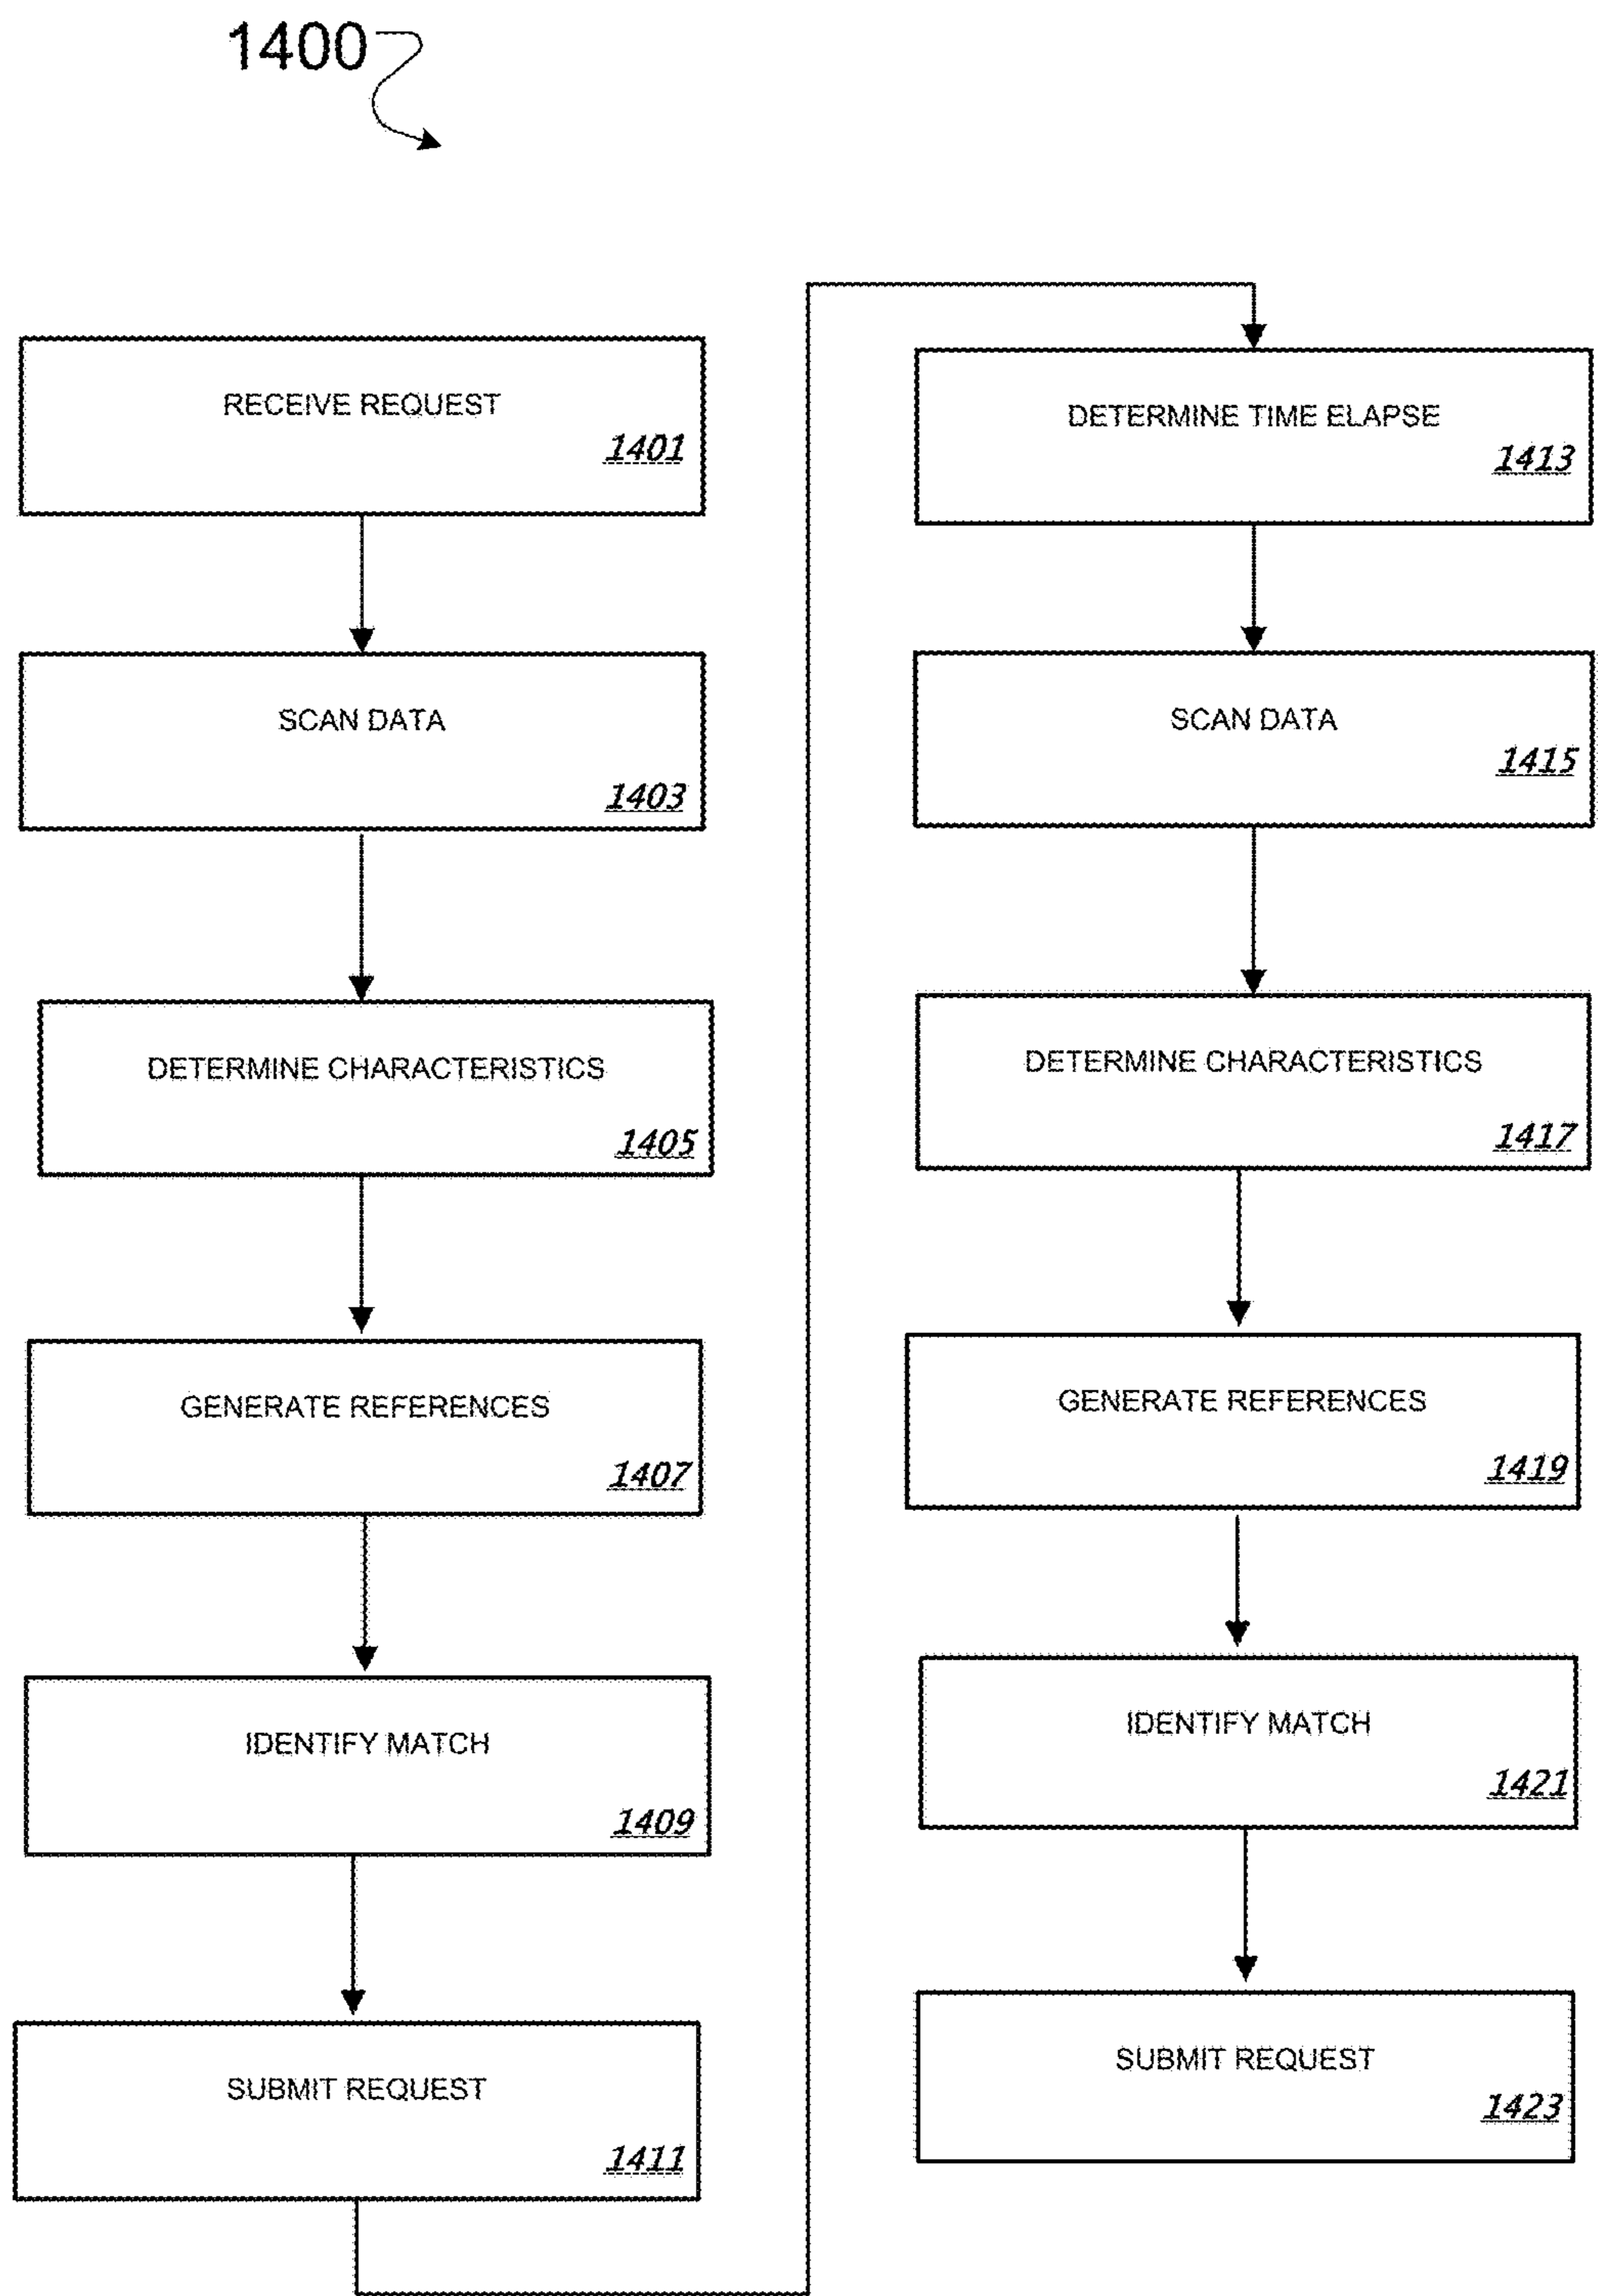 1400
RECEIVE REQUEST
1401
SCAN DATA
1403
DETERMINE CHARACTERISTICS
1405
GENERATE REFERENCES
1407
IDENTIFY MATCH
1409
SUBMIT REQUEST
1411
DETERMINE TIME ELAPSE
1413
SCAN DATA
1415
DETERMINE CHARACTERISTICS
1417
GENERATE REFERENCES
1419
IDENTIFY MATCH
1421
SUBMIT REQUEST
1423